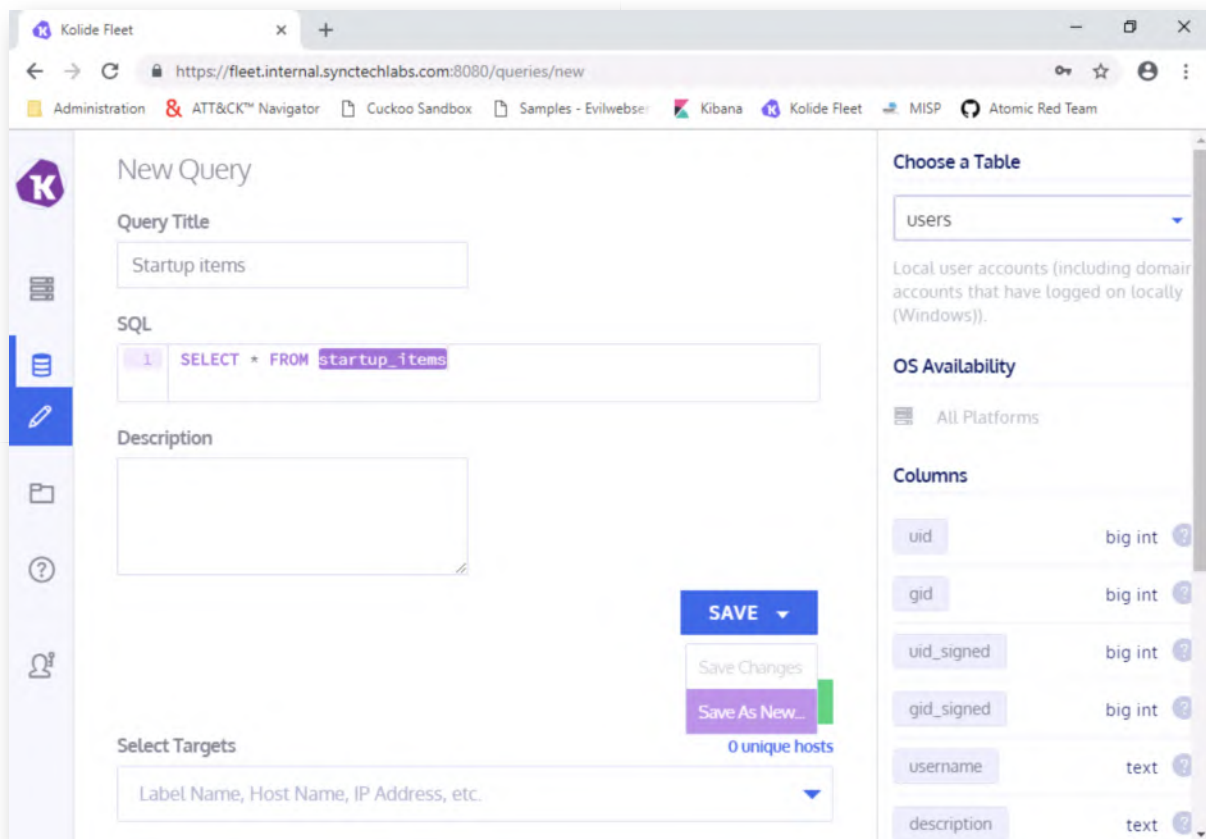 Kolide Fleet
https://fleet.internal.synctechlabs.com:8080/queries/new
Administration ATT&CK™ Navigator Cuckoo Sandbox Samples - Evilwebser Kibana Kolide Fleet MISP Atomic Red Team
K
New Query
Query Title
Startup items
SQL
1 SELECT * FROM startup_items
Description
SAVE
Save Changes
Save As New...
Select Targets
0 unique hosts
Label Name, Host Name, IP Address, etc.
Choose a Table
users
Local user accounts (including domain
accounts that have logged on locally
(Windows)).
OS Availability
All Platforms
Columns
uid big int ?
gid big int ?
uid_signed big int ?
gid_signed big int ?
username text ?
description text ?